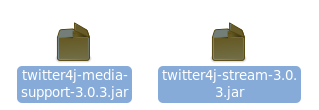 twitter4j-media-
support-3.0.3.jar
twitter4j-stream-3.0.
3.jar